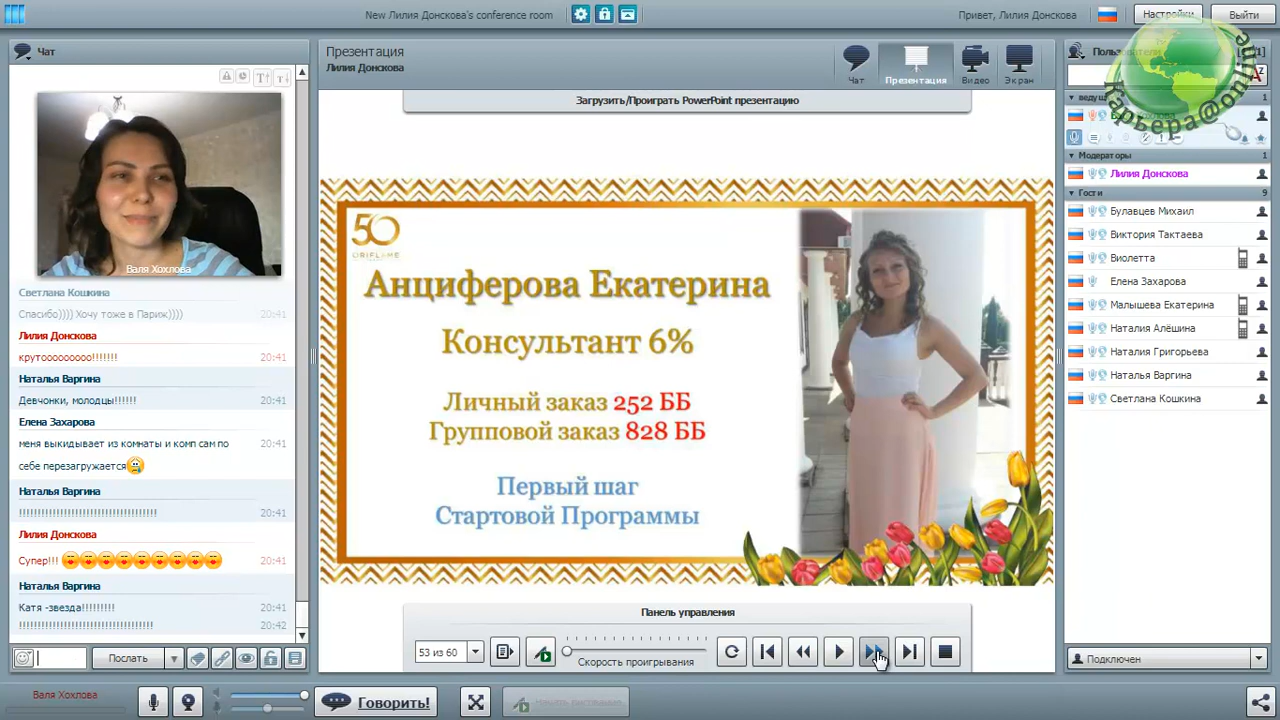 New Лилия Донскова's conference room
Привет, Лилия Донскова
Настройки
Выйти
Чат
Валя Хохлова
Светлана Кошкина
Спасибо)))) Хочу тоже в Париж))))
20:41
Лилия Донскова
крутоооооооо!!!!!!!
20:41
Наталья Варгина
Девчонки, молодцы!!!!!!
20:41
Елена Захарова
меня выкидывает из комнаты и комп сам по
20:41
себе перезагружается
Наталья Варгина
!!!!!!!!!!!!!!!!!!!!!!!!!!!!!!!!!!
20:41
Лилия Донскова
Супер!!!
20:41
Наталья Варгина
Катя -звезда!!!!!!!!!
20:41
!!!!!!!!!!!!!!!!!!!!!!!!!!!!!!!!!
20:42
Послать
Презентация
Лилия Донскова
Чат
Презентация
Видео
Экран
Загрузить/Проиграть PowerPoint презентацию
50
ORIFLAME
Анциферова Екатерина
Консультант 6%
Личный заказ 252 ББ
Групповой заказ 828 ББ
Первый шаг
Стартовой Программы
Панель управления
53 из 60
Скорость проигрывания
карьера@online
ведущ
1
Модераторы
1
Лилия Донскова
Гости
9
Булавцев Михаил
Виктория Тактаева
Виолетта
Елена Захарова
Малышева Екатерина
Наталия Алёшина
Наталия Григорьева
Наталья Варгина
Светлана Кошкина
Подключен
Валя Хохлова
Говорить!